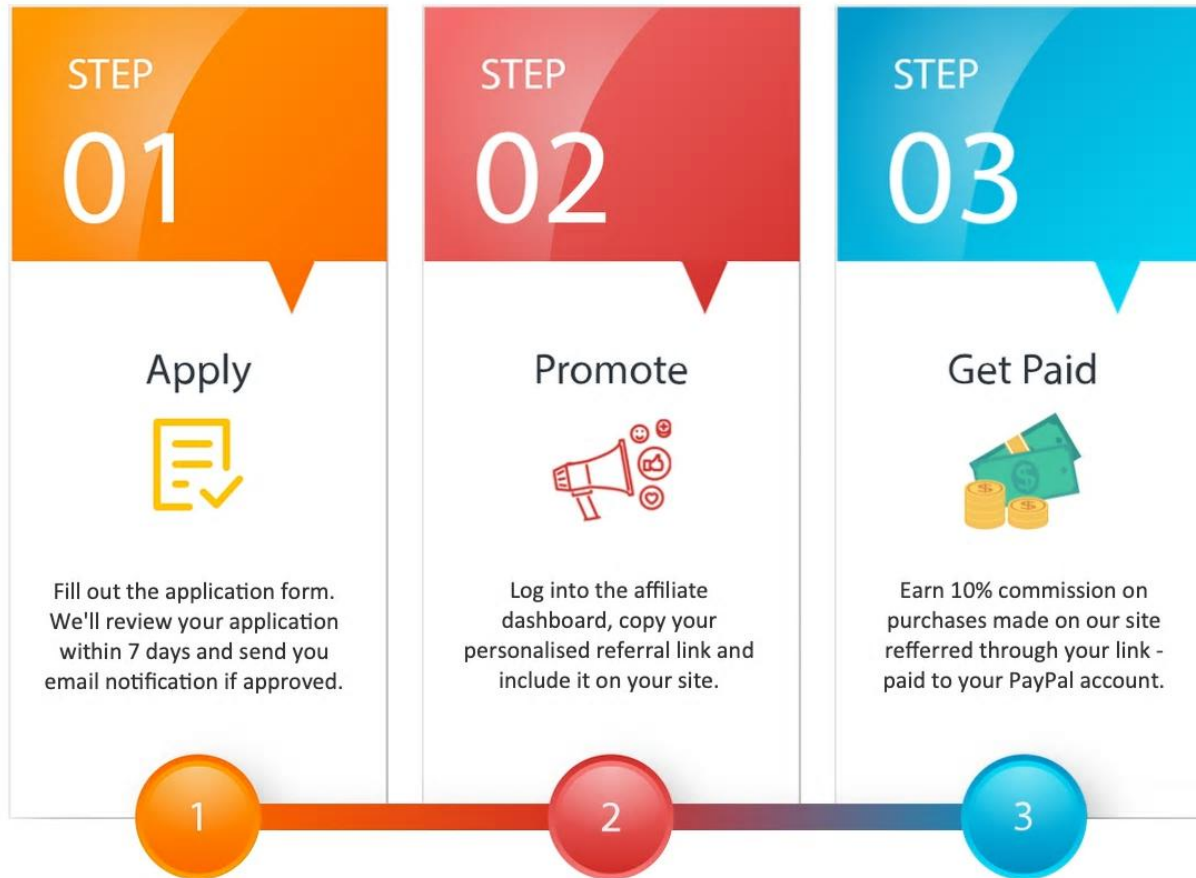 STEP
01
Apply
Fill out the application form.
We'll review your application
within 7 days and send you
email notification if approved.
1
STEP
02
Promote
Log into the affiliate
dashboard, copy your
personalised referral link and
include it on your site.
2
STEP
03
Get Paid
Earn 10% commission on
purchases made on our site
refferred through your link -
paid to your PayPal account.
3